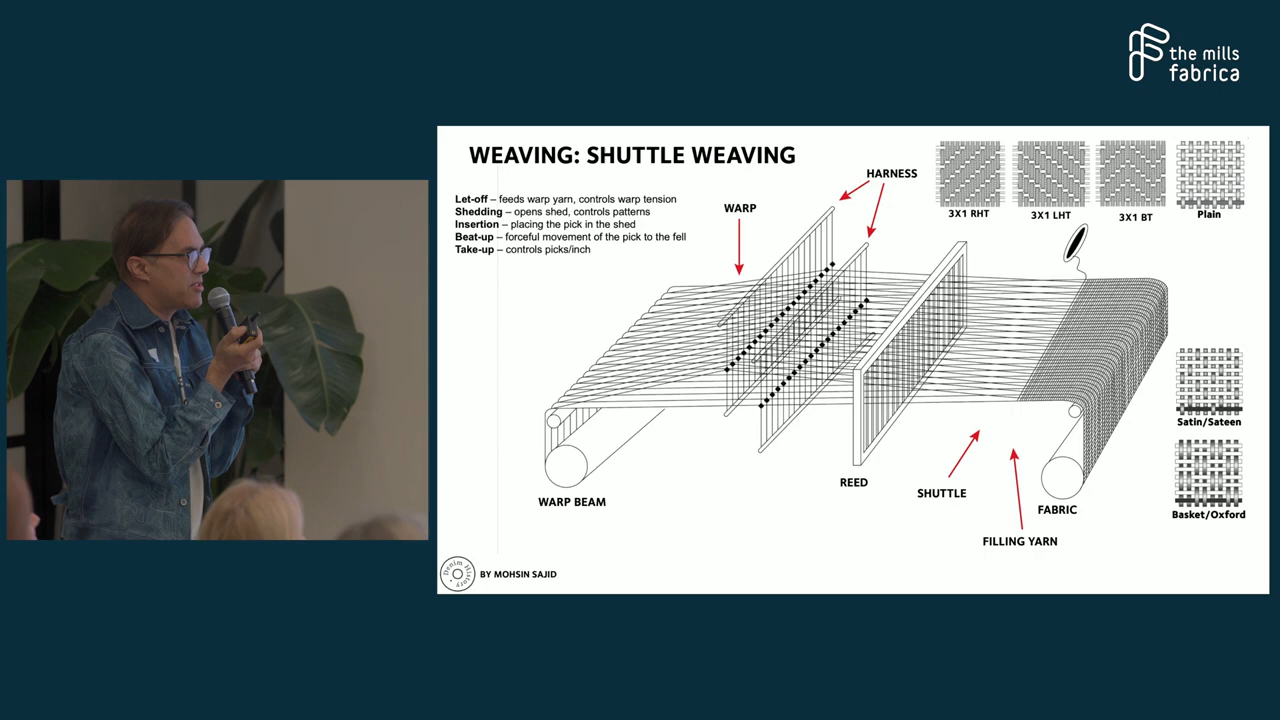 the mills
fabrica
WEAVING: SHUTTLE WEAVING
Let-off – feeds warp yarn, controls warp tension
Shedding – opens shed, controls patterns
Insertion – placing the pick in the shed
Beat-up – forceful movement of the pick to the fell
Take-up – controls picks/inch
HARNESS
WARP
3X1 RHT
3X1 LHT
3X1 BT
Plain
Satin/Sateen
Basket/Oxford
WARP BEAM
REED
SHUTTLE
FABRIC
FILLING YARN
Denim History
BY MOHSIN SAJID